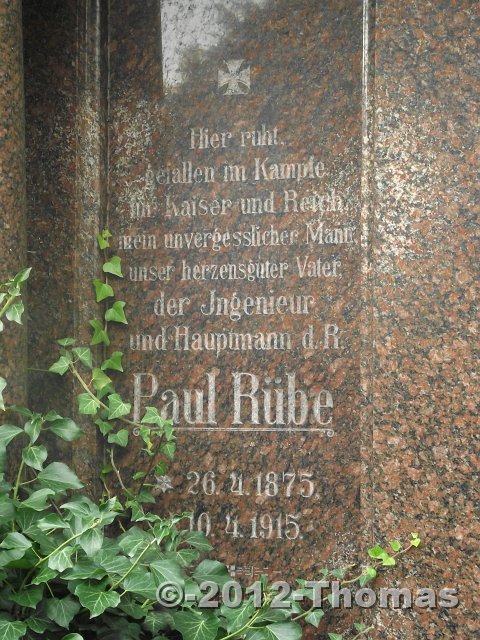 Hier ruht,
gefallen im Kampfe
für Kaiser und Reich,
mein unvergesslicher Mann,
unser herzensguter Vater,
der Jngenieur
und Hauptmann d. R.
Paul Rübe
* 26. 4. 1875,
10. 4. 1915.
©-2012-Thomas